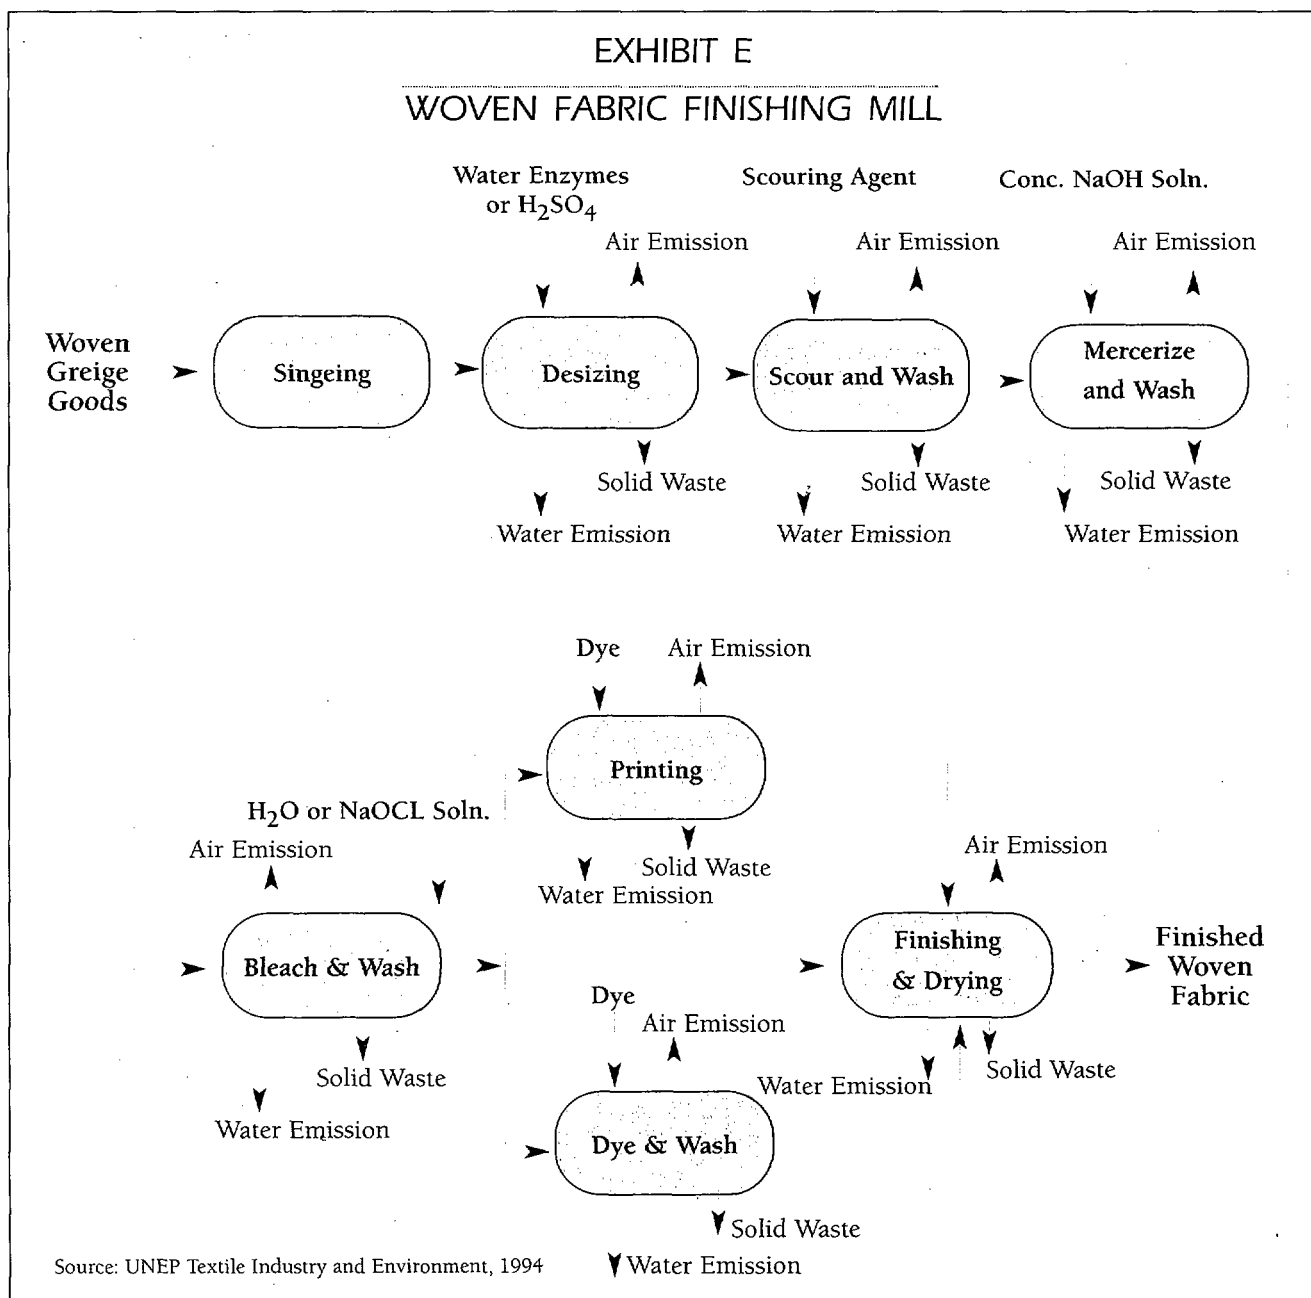 EXHIBIT E
WOVEN FABRIC FINISHING MILL
Water Enzymes
or H₂SO₄
Scouring Agent
Conc. NaOH Soln.
Air Emission
Air Emission
Air Emission
Woven
Greige
Goods
Singeing
Desizing
Scour and Wash
Mercerize
and Wash
Solid Waste
Solid Waste
Solid Waste
Water Emission
Water Emission
Water Emission
Dye
Air Emission
Printing
H₂O or NaOCL Soln.
Air Emission
Solid Waste
Water Emission
Air Emission
Bleach & Wash
Finishing
& Drying
Finished
Woven
Fabric
Dye
Air Emission
Solid Waste
Water Emission
Water Emission
Solid Waste
Dye & Wash
Solid Waste
Water Emission
Source: UNEP Textile Industry and Environment, 1994